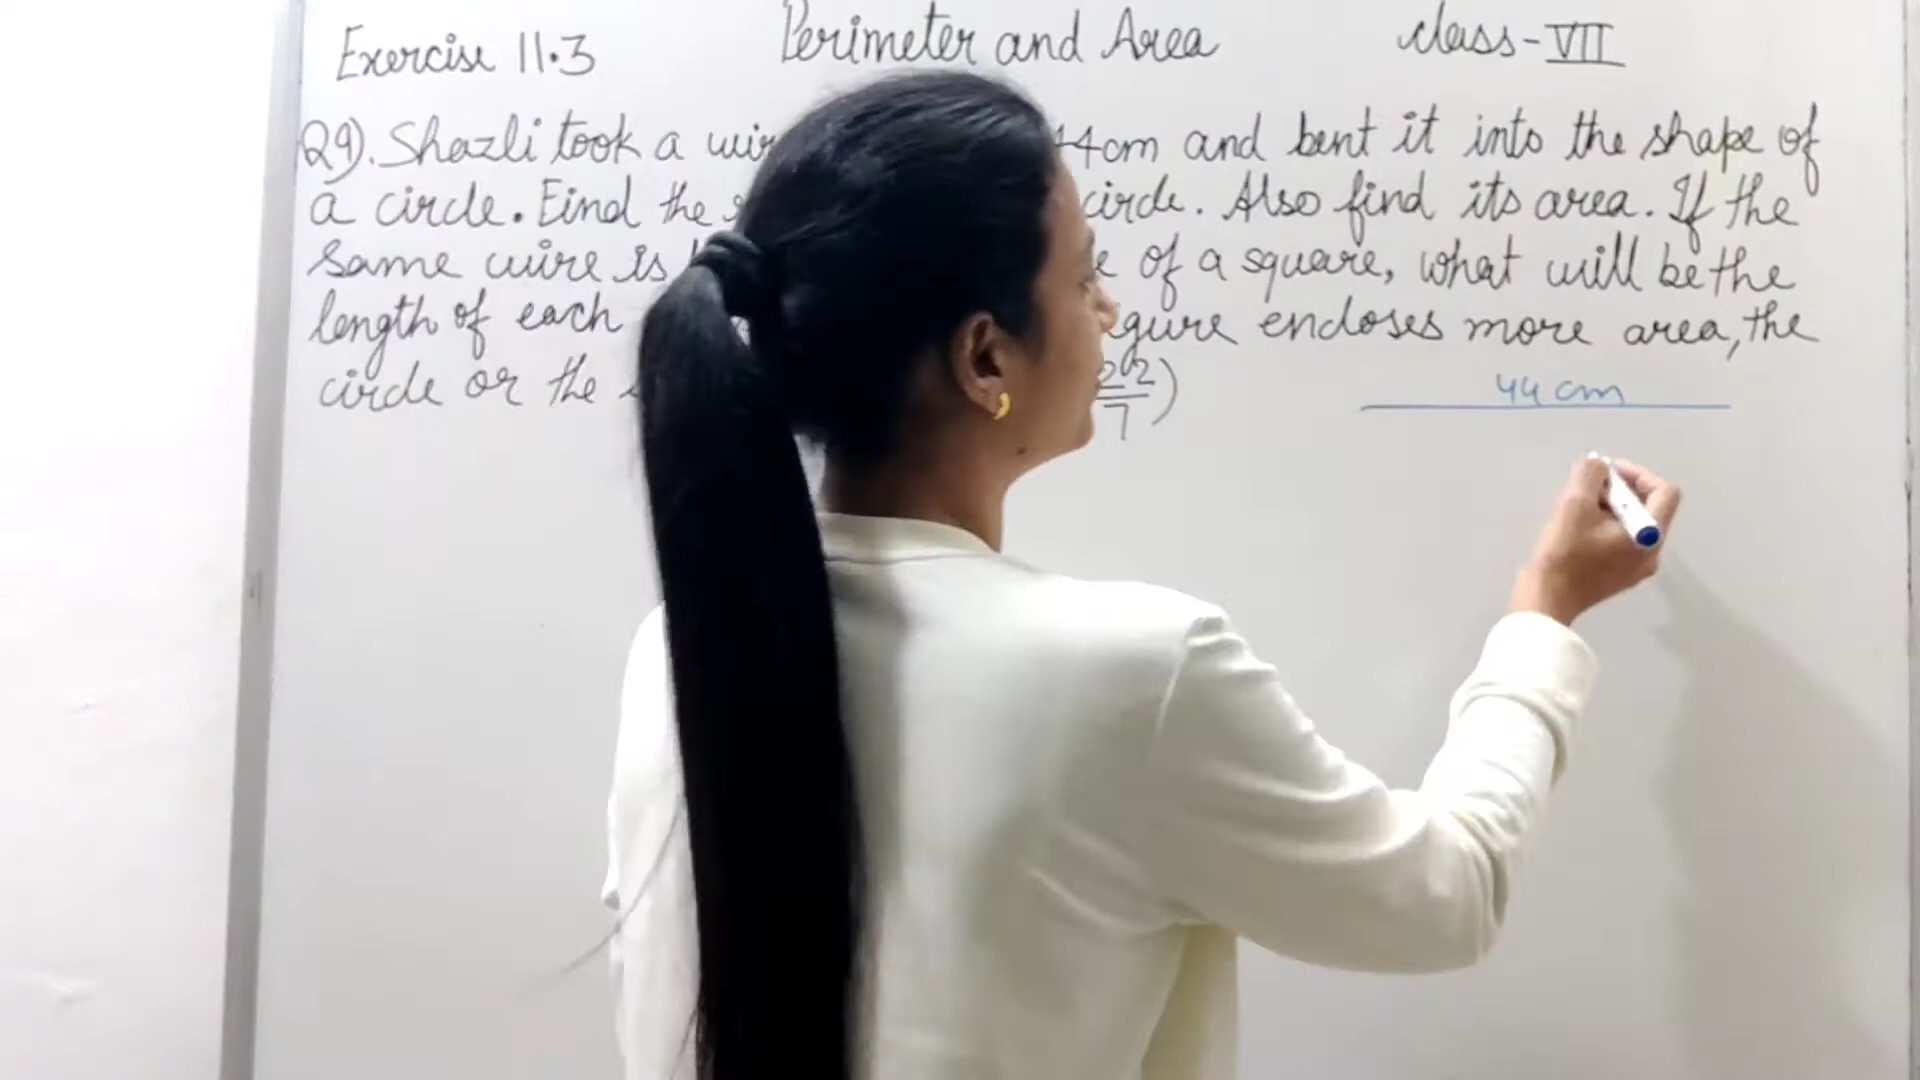 Exercise 11.3 Perimeter and Area class-VII
Q9). Shazli took a 44cm and bent it into the shape of
a circle. Find the circle. Also find its area. If the
same wire is of a square, what will be the
length of each encloses more area, the
circle or the 22/7)
44 cm